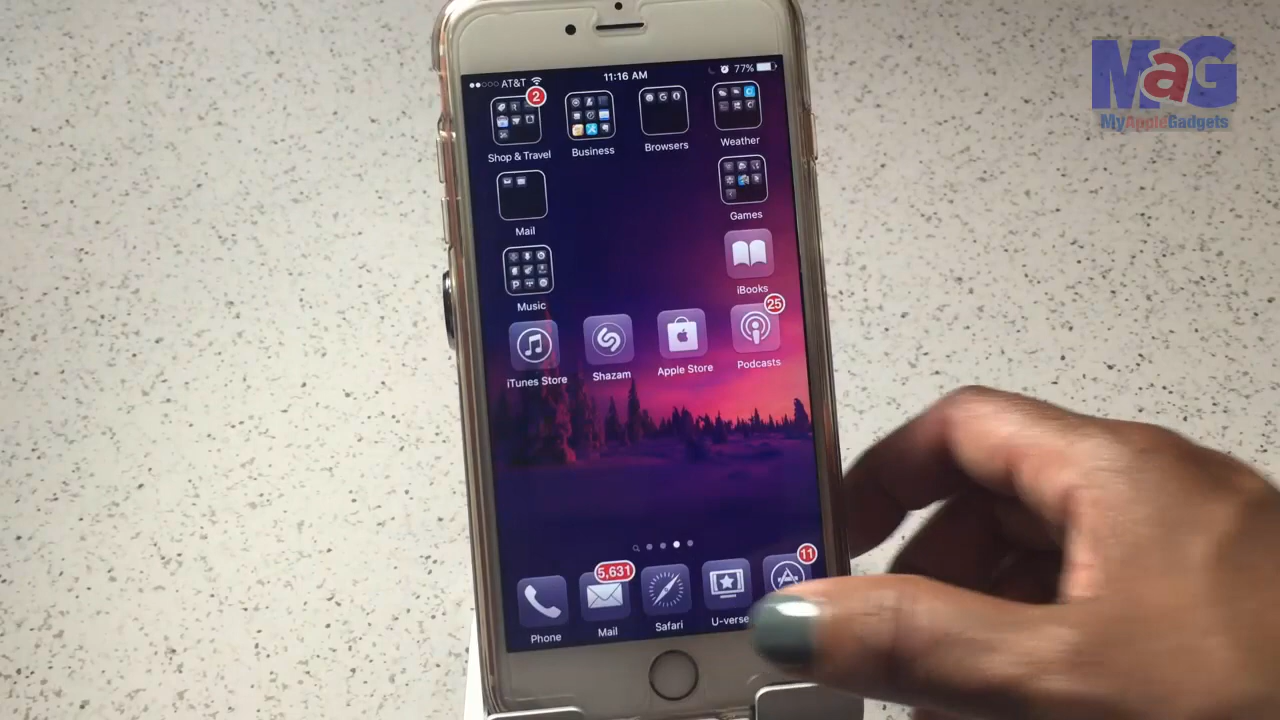 MaG
MyAppleGadgets
AT&T
11:16 AM
77%
2
Shop & Travel
Business
Browsers
Weather
Mail
Games
Music
iBooks
25
iTunes Store
Shazam
Apple Store
Podcasts
5,631
11
Phone
Mail
Safari
U-verse